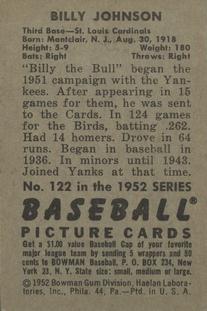 BILLY JOHNSON
Third Base—St. Louis Cardinals
Born: Montclair, N. J., Aug. 30, 1918
Height: 5-9 Weight: 180
Bats: Right Throws: Right
"Billy the Bull" began the
1951 campaign with the Yan-
kees. After appearing in 15
games for them, he was sent
to the Cards. In 124 games
for the Birds, batting .262.
Had 14 homers. Drove in 64
runs. Began in baseball in
1936. In minors until 1943.
Joined Yanks at that time.
No. 122 in the 1952 SERIES
BASEBALL®
PICTURE CARDS
Get a $1.00 value Baseball Cap of your favorite
major league team by sending 5 wrappers and 50
cents to BOWMAN Baseball, P. O. BOX 234, New
York 23, N. Y. State size: small, medium or large.
©1952 Bowman Gum Division, Haelan Labora-
tories, Inc., Phila. 44, Pa.—Ptd. in U. S. A.